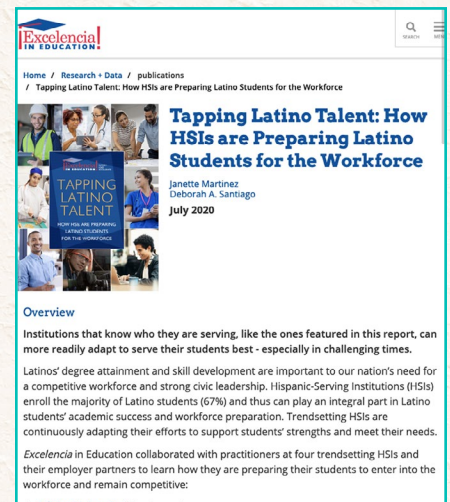 ¡Excelencia!
IN EDUCATION
SEARCH
Home / Research + Data / publications
/ Tapping Latino Talent: How HSIs are Preparing Latino Students for the Workforce
TAPPING
LATINO
TALENT
HOW HSIs ARE PREPARING
LATINO STUDENTS
FOR THE WORKFORCE
Tapping Latino Talent: How
HSIs are Preparing Latino
Students for the Workforce
Janette Martinez
Deborah A. Santiago
July 2020
Overview
Institutions that know who they are serving, like the ones featured in this report, can
more readily adapt to serve their students best - especially in challenging times.
Latinos' degree attainment and skill development are important to our nation's need for
a competitive workforce and strong civic leadership. Hispanic-Serving Institutions (HSIs)
enroll the majority of Latino students (67%) and thus can play an integral part in Latino
students' academic success and workforce preparation. Trendsetting HSIs are
continuously adapting their efforts to support students' strengths and meet their needs.
Excelencia in Education collaborated with practitioners at four trendsetting HSIs and
their employer partners to learn how they are preparing their students to enter into the
workforce and remain competitive: